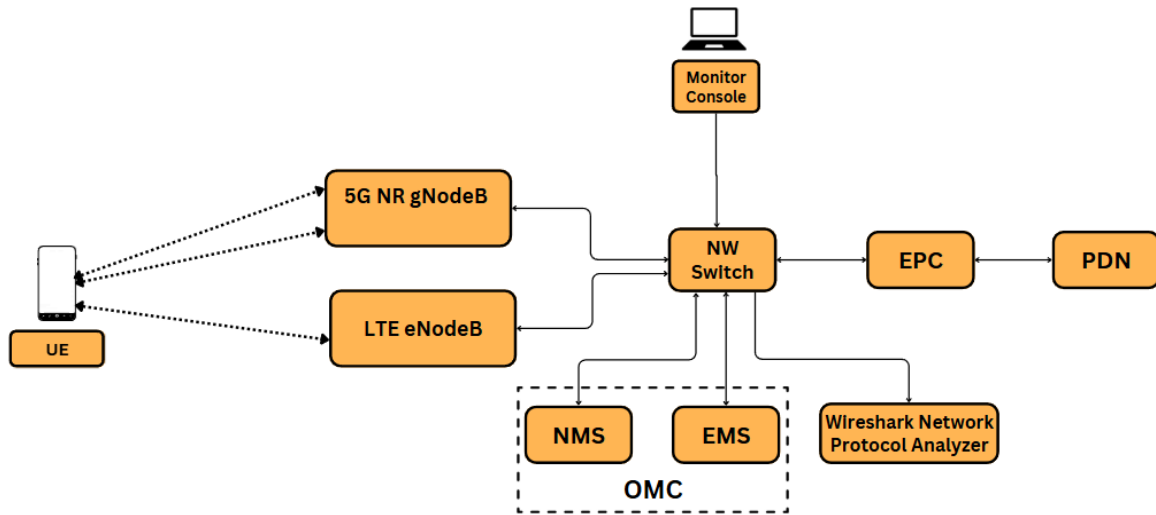 Monitor
Console
5G NR gNodeB
NW
Switch
EPC
PDN
LTE eNodeB
UE
NMS
EMS
Wireshark Network
Protocol Analyzer
OMC